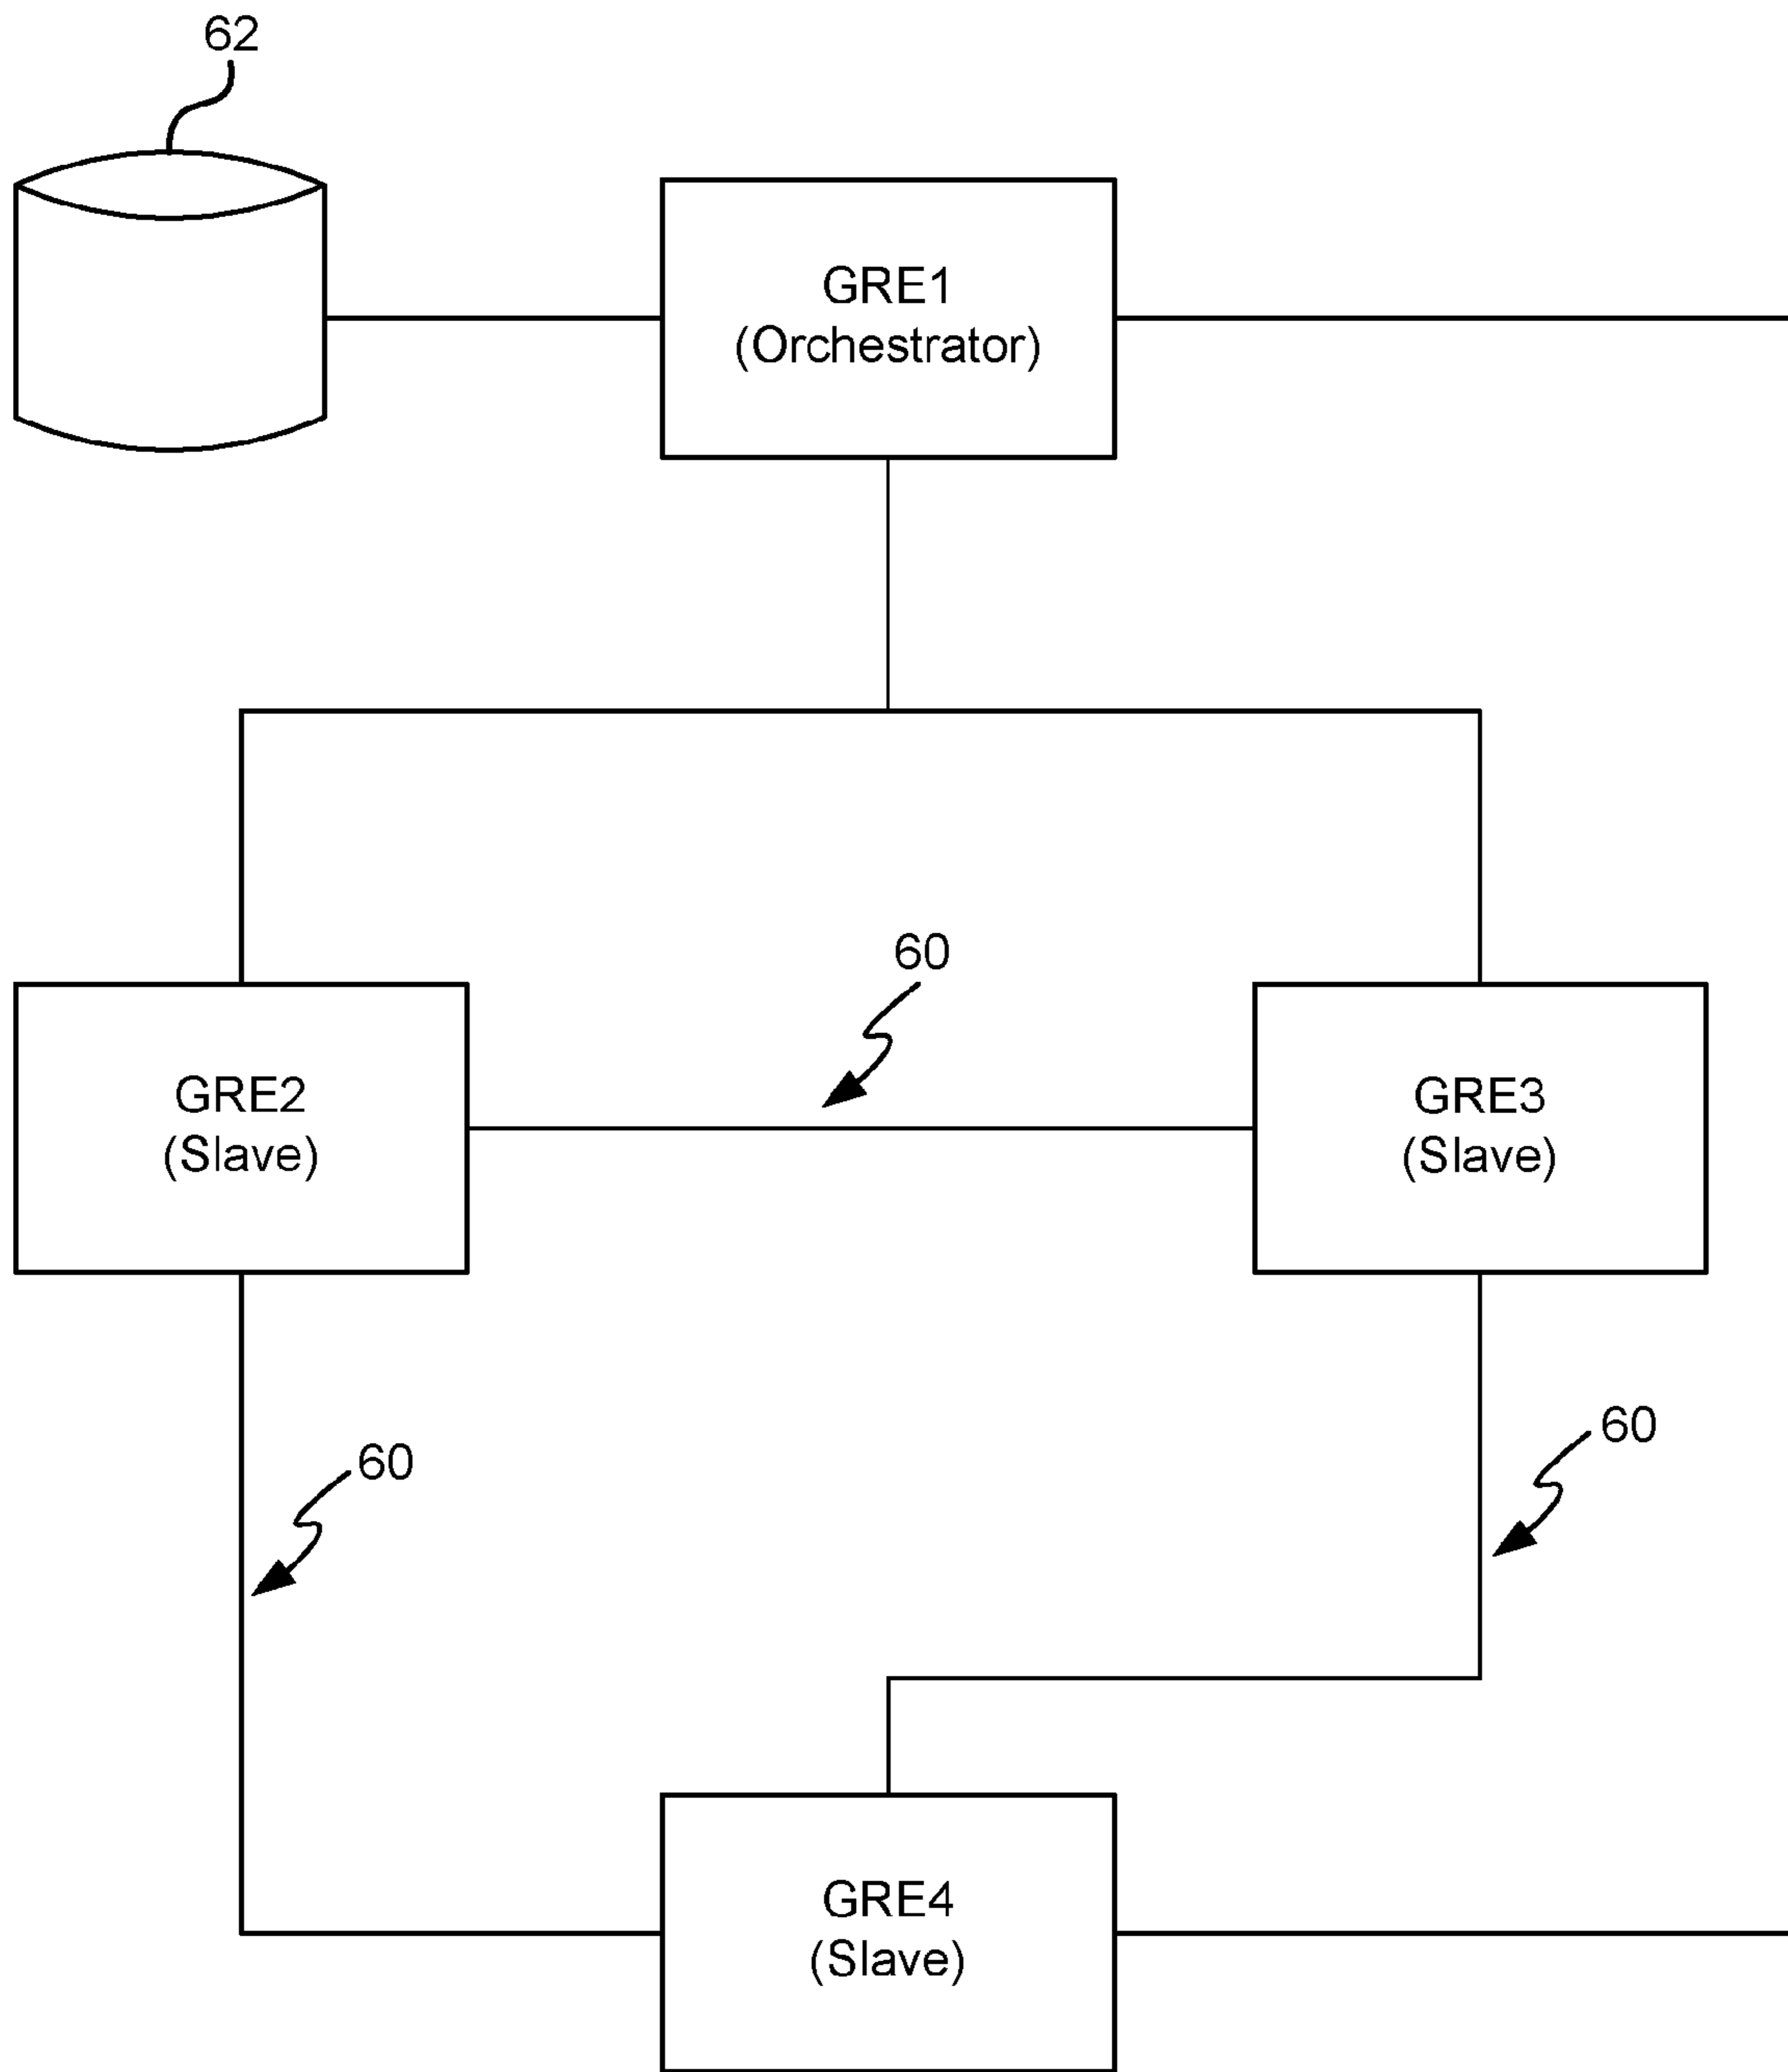 62
GRE1
(Orchestrator)
60
GRE2
(Slave)
GRE3
(Slave)
60
60
GRE4
(Slave)